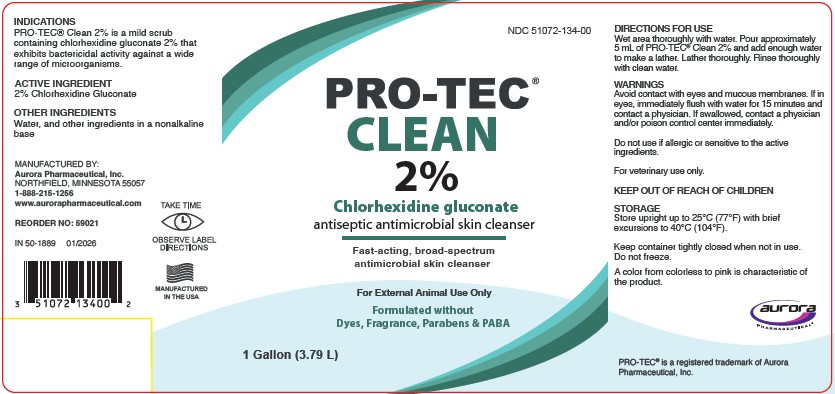 INDICATIONS
PRO-TEC® Clean 2% is a mild scrub
containing chlorhexidine gluconate 2% that
exhibits bactericidal activity against a wide
range of microorganisms.
ACTIVE INGREDIENT
2% Chlorhexidine Gluconate
OTHER INGREDIENTS
Water, and other ingredients in a nonalkaline
base
MANUFACTURED BY:
Aurora Pharmaceutical, Inc.
NORTHFIELD, MINNESOTA 55057
1-888-215-1256
www.aurorapharmaceutical.com
REORDER NO: 59021
IN 50-1889 01/2026
TAKE TIME
OBSERVE LABEL
DIRECTIONS
MANUFACTURED
IN THE USA
3 51072 13400 2
NDC 51072-134-00
PRO-TEC®
CLEAN
2%
Chlorhexidine gluconate
antiseptic antimicrobial skin cleanser
Fast-acting, broad-spectrum
antimicrobial skin cleanser
For External Animal Use Only
Formulated without
Dyes, Fragrance, Parabens & PABA
1 Gallon (3.79 L)
DIRECTIONS FOR USE
Wet area thoroughly with water. Pour approximately
5 mL of PRO-TEC® Clean 2% and add enough water
to make a lather. Lather thoroughly. Rinse thoroughly
with clean water.
WARNINGS
Avoid contact with eyes and mucous membranes. If in
eyes, immediately flush with water for 15 minutes and
contact a physician. If swallowed, contact a physician
and/or poison control center immediately.
Do not use if allergic or sensitive to the active
ingredients.
For veterinary use only.
KEEP OUT OF REACH OF CHILDREN
STORAGE
Store upright up to 25°C (77°F) with brief
excursions to 40°C (104°F).
Keep container tightly closed when not in use.
Do not freeze.
A color from colorless to pink is characteristic of
the product.
aurora
PHARMACEUTICAL
PRO-TEC® is a registered trademark of Aurora
Pharmaceutical, Inc.